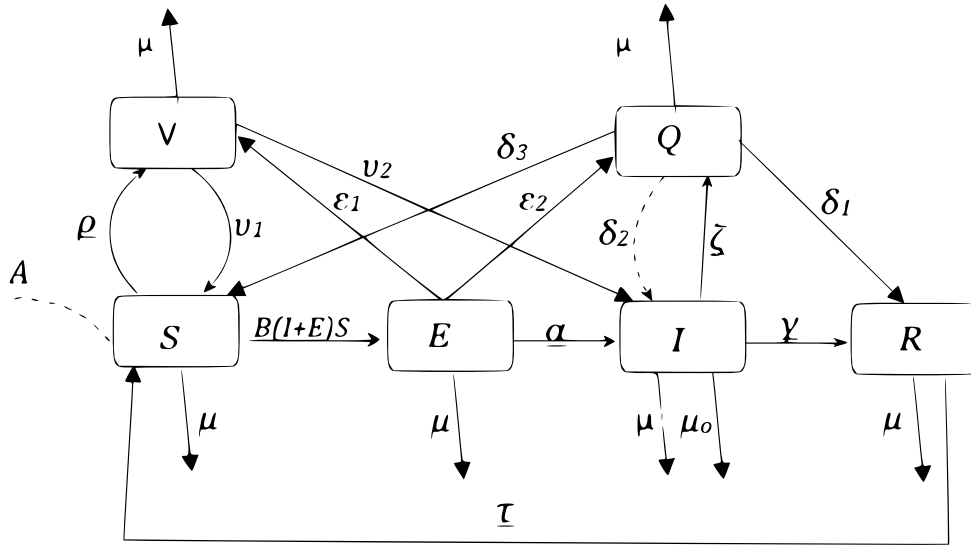 μ
μ
V
Q
δ3
υ2
ε1
ε2
δ1
ρ
υ1
δ2
ζ
A
S
B(I+E)S
E
α
I
γ
R
μ
μ
μ
μo
μ
τ